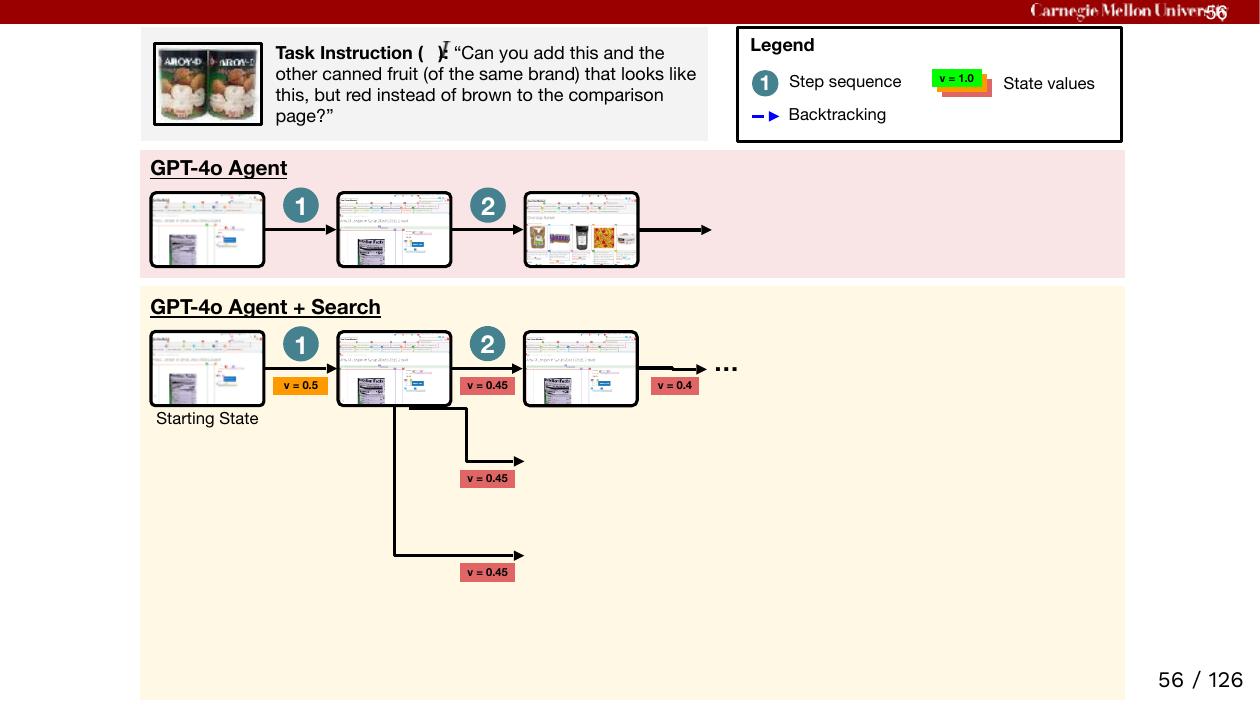 Carnegie Mellon University
56
Task Instruction ( ): “Can you add this and the
other canned fruit (of the same brand) that looks like
this, but red instead of brown to the comparison
page?”
AROY-D AROY-D
Legend
1 Step sequence
v = 1.0 State values
Backtracking
GPT-4o Agent
1 2
GPT-4o Agent + Search
1 2
v = 0.5 v = 0.45 v = 0.4 ...
Starting State
v = 0.45
v = 0.45
56 / 126